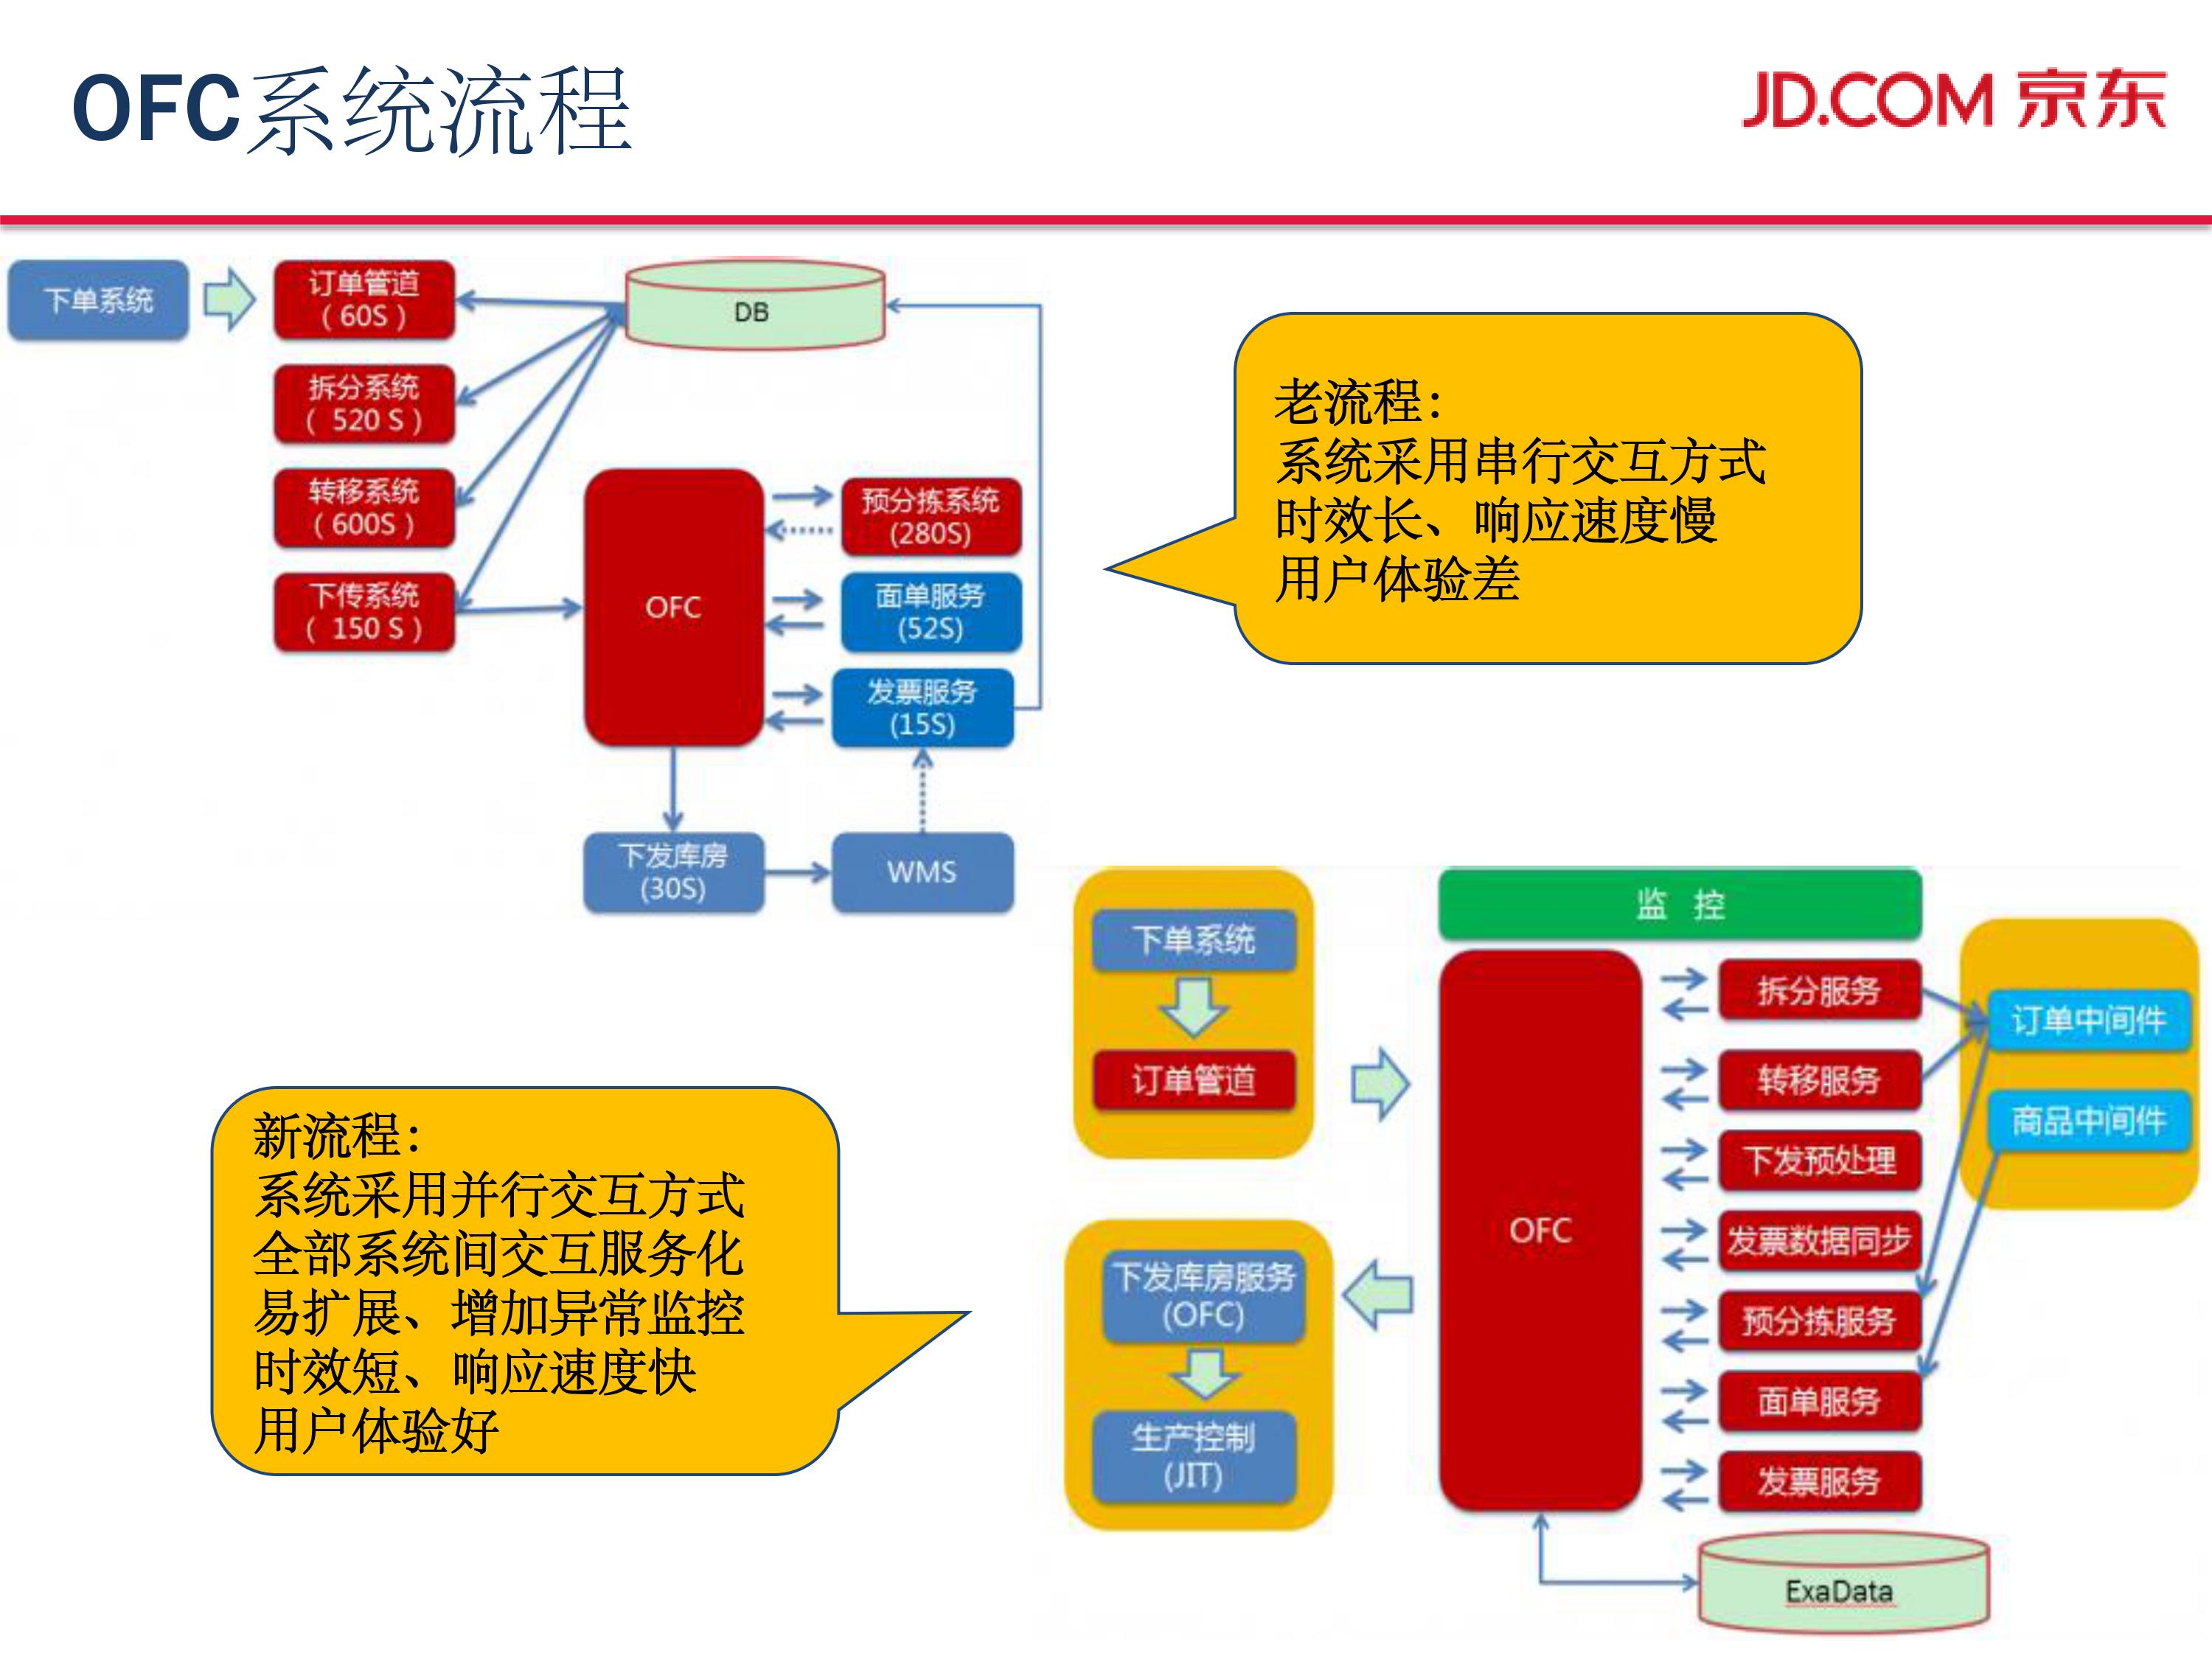 OFC系统流程
JD.COM 京东
下单系统
订单管道
( 60S )
拆分系统
( 520 S )
转移系统
( 600S )
下传系统
( 150 S )
DB
OFC
预分拣系统
(280S)
面单服务
(52S)
发票服务
(15S)
下发库房
(30S)
WMS
老流程：
系统采用串行交互方式
时效长、响应速度慢
用户体验差
新流程：
系统采用并行交互方式
全部系统间交互服务化
易扩展、增加异常监控
时效短、响应速度快
用户体验好
下单系统
订单管道
下发库房服务
(OFC)
生产控制
(JIT)
监 控
OFC
拆分服务
转移服务
下发预处理
发票数据同步
预分拣服务
面单服务
发票服务
订单中间件
商品中间件
ExaData